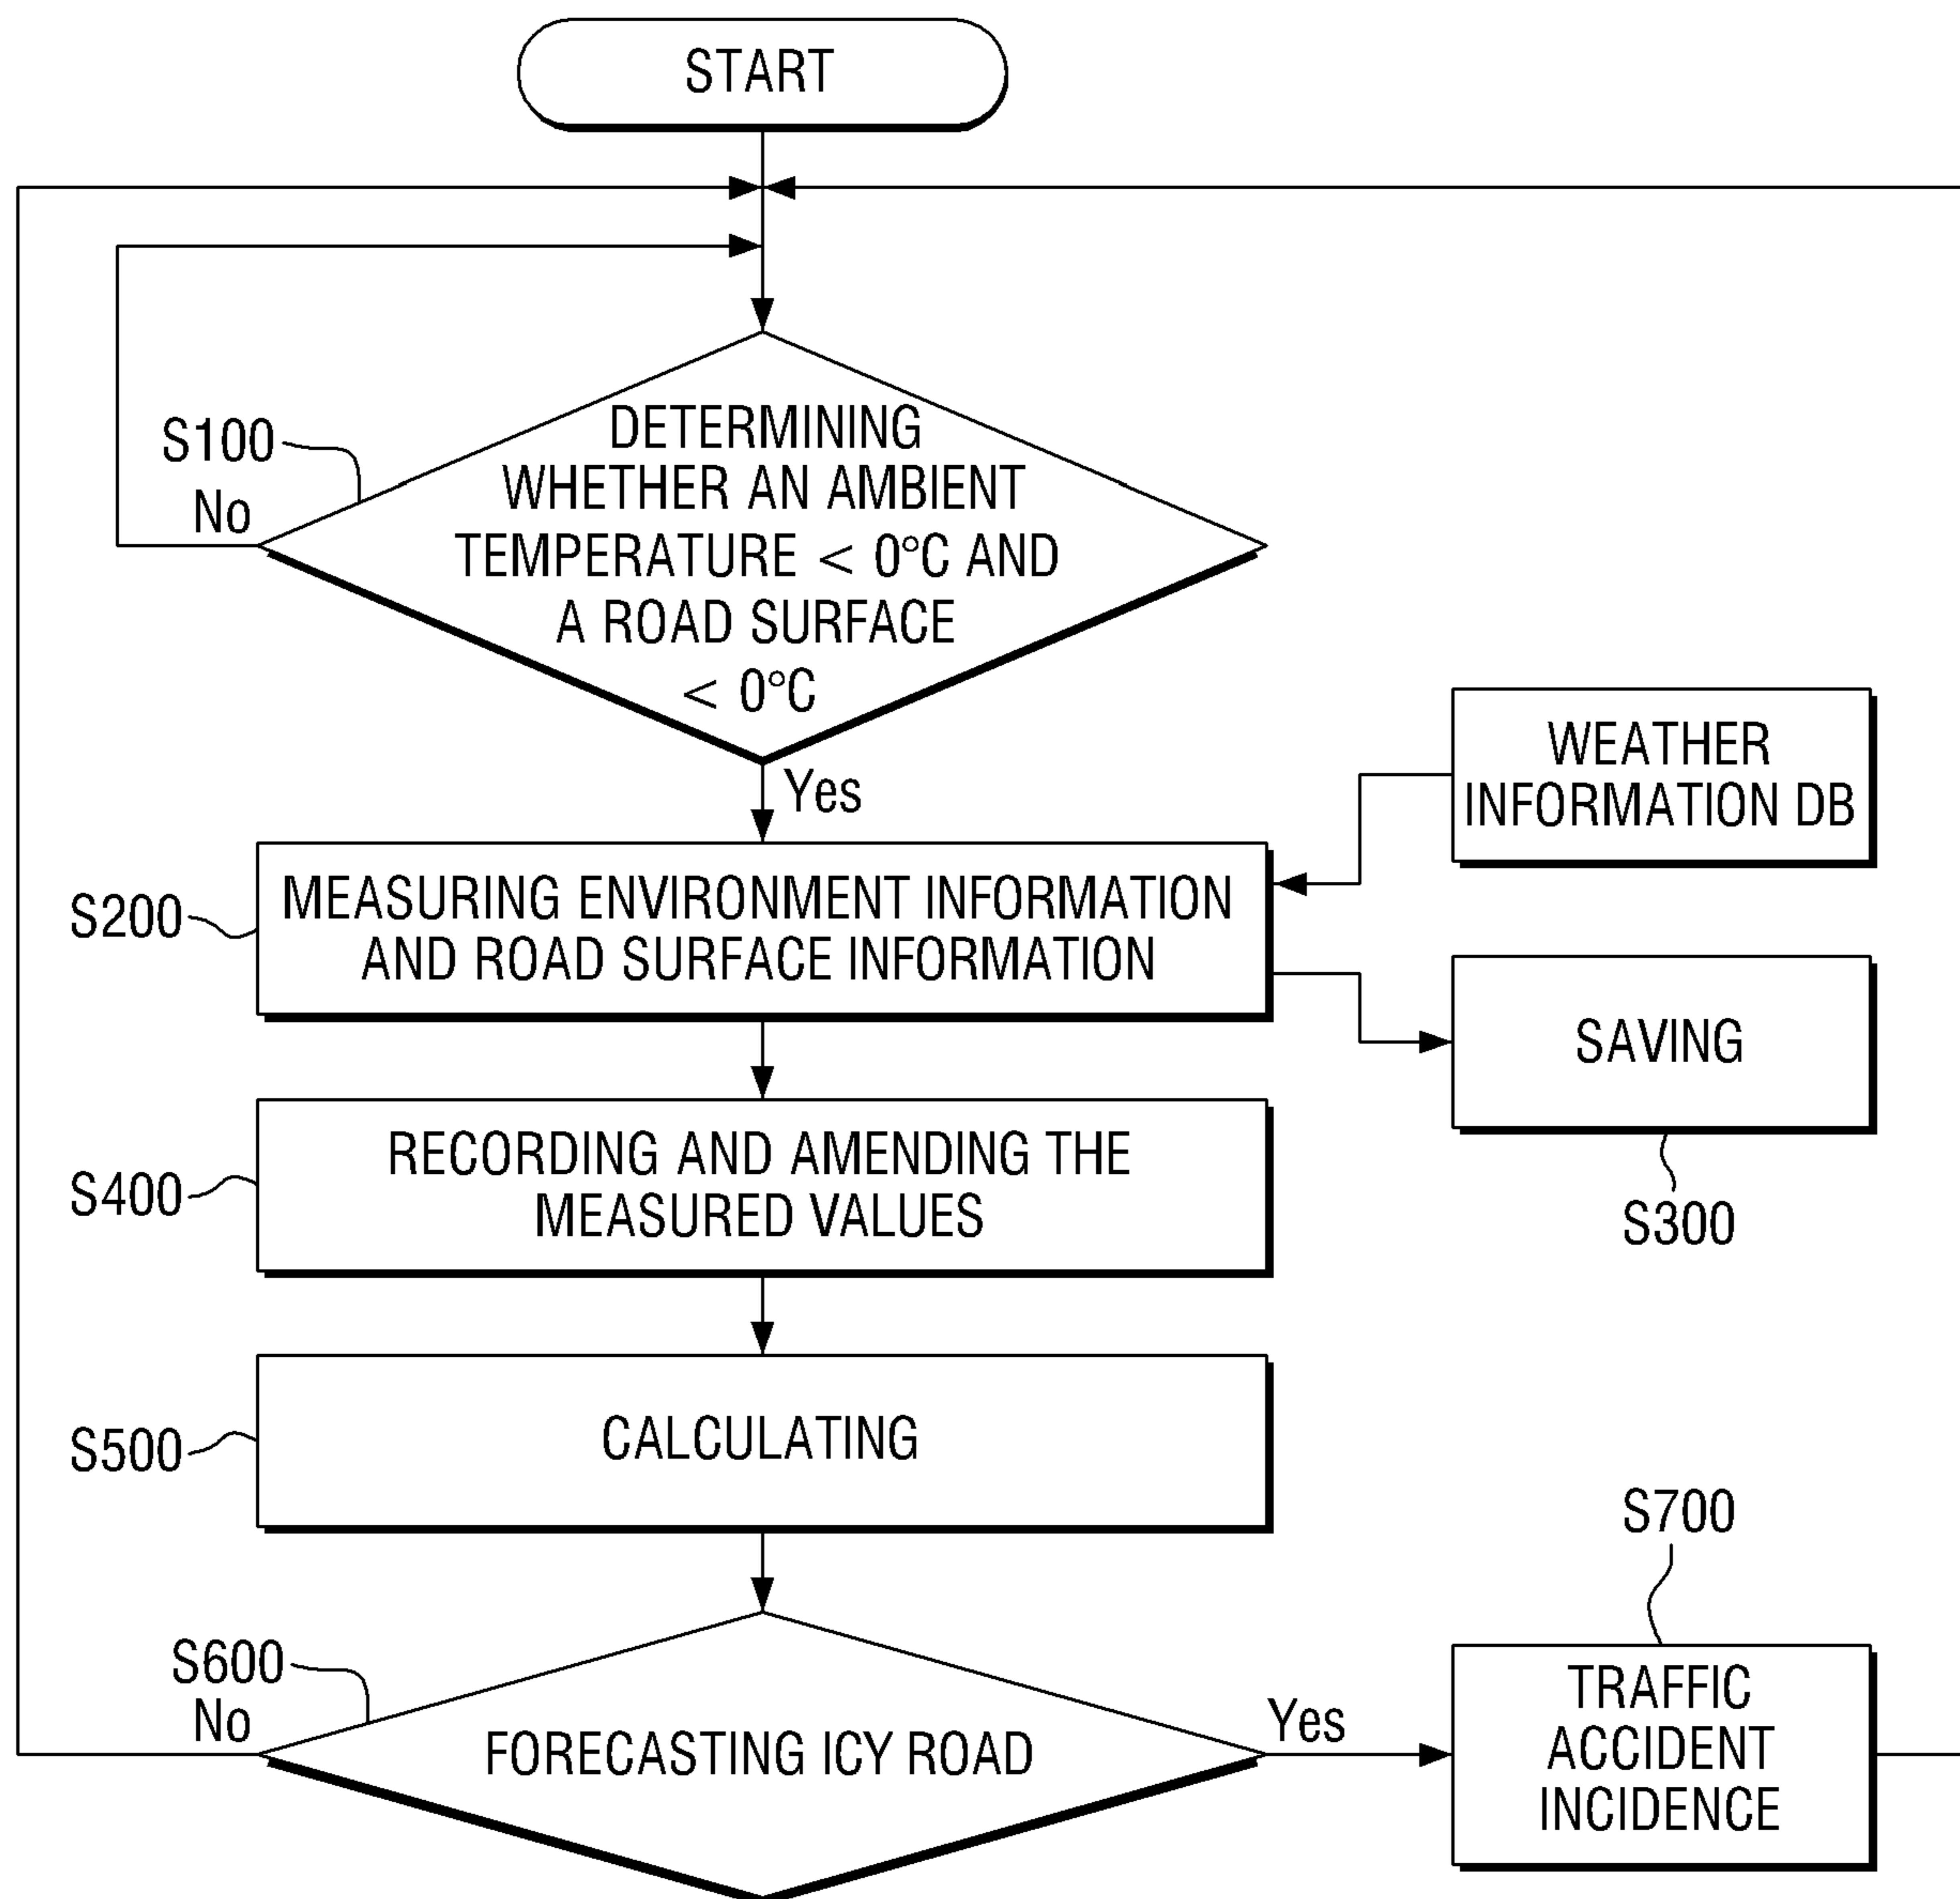 START
S100
No
DETERMINING
WHETHER AN AMBIENT
TEMPERATURE < 0°C AND
A ROAD SURFACE
< 0°C
Yes
WEATHER
INFORMATION DB
S200
MEASURING ENVIRONMENT INFORMATION
AND ROAD SURFACE INFORMATION
SAVING
S300
S400
RECORDING AND AMENDING THE
MEASURED VALUES
S500
CALCULATING
S600
No
FORECASTING ICY ROAD
Yes
S700
TRAFFIC
ACCIDENT
INCIDENCE